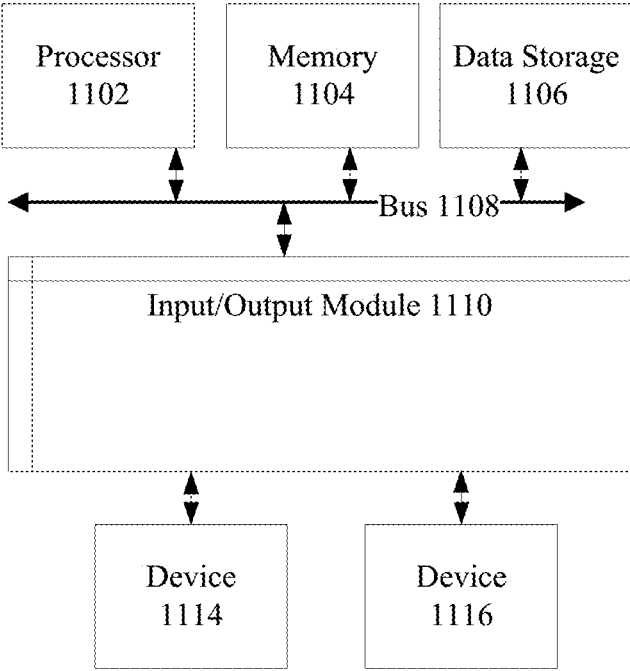 Processor
1102
Memory
1104
Data Storage
1106
Bus 1108
Input/Output Module 1110
Device
1114
Device
1116